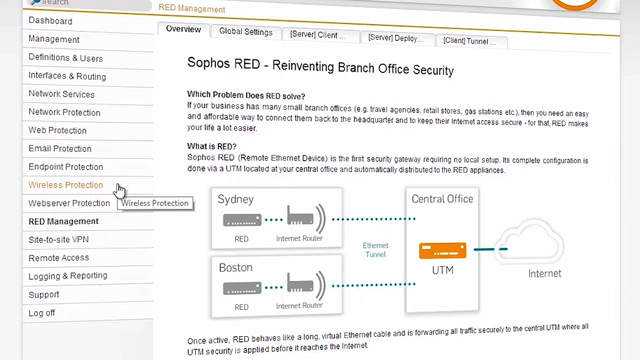 search
RED Management
Dashboard
Management
Definitions & Users
Interfaces & Routing
Network Services
Network Protection
Web Protection
Email Protection
Endpoint Protection
Wireless Protection
Webserver Protection
RED Management
Site-to-site VPN
Remote Access
Logging & Reporting
Support
Log off
Wireless Protection
Overview
Global Settings
[Server] Client ...
[Server] Deploy...
[Client] Tunnel ...
Sophos RED - Reinventing Branch Office Security
Which Problem Does RED solve?
If your business has many small branch offices (e.g. travel agencies, retail stores, gas stations etc.), then you need an easy
and affordable way to connect them back to the headquarter and to keep their Internet access secure - for that, RED makes
your life a lot easier.
What is RED?
Sophos RED (Remote Ethernet Device) is the first security gateway requiring no local setup. Its complete configuration is
done via a UTM located at your central office and automatically distributed to the RED appliances.
Sydney
RED
Internet Router
Boston
RED
Internet Router
Ethernet
Tunnel
Central Office
UTM
Internet
Once active, RED behaves like a long, virtual Ethernet cable and is forwarding all traffic securely to the central UTM where all
UTM security is applied before it reaches the Internet.